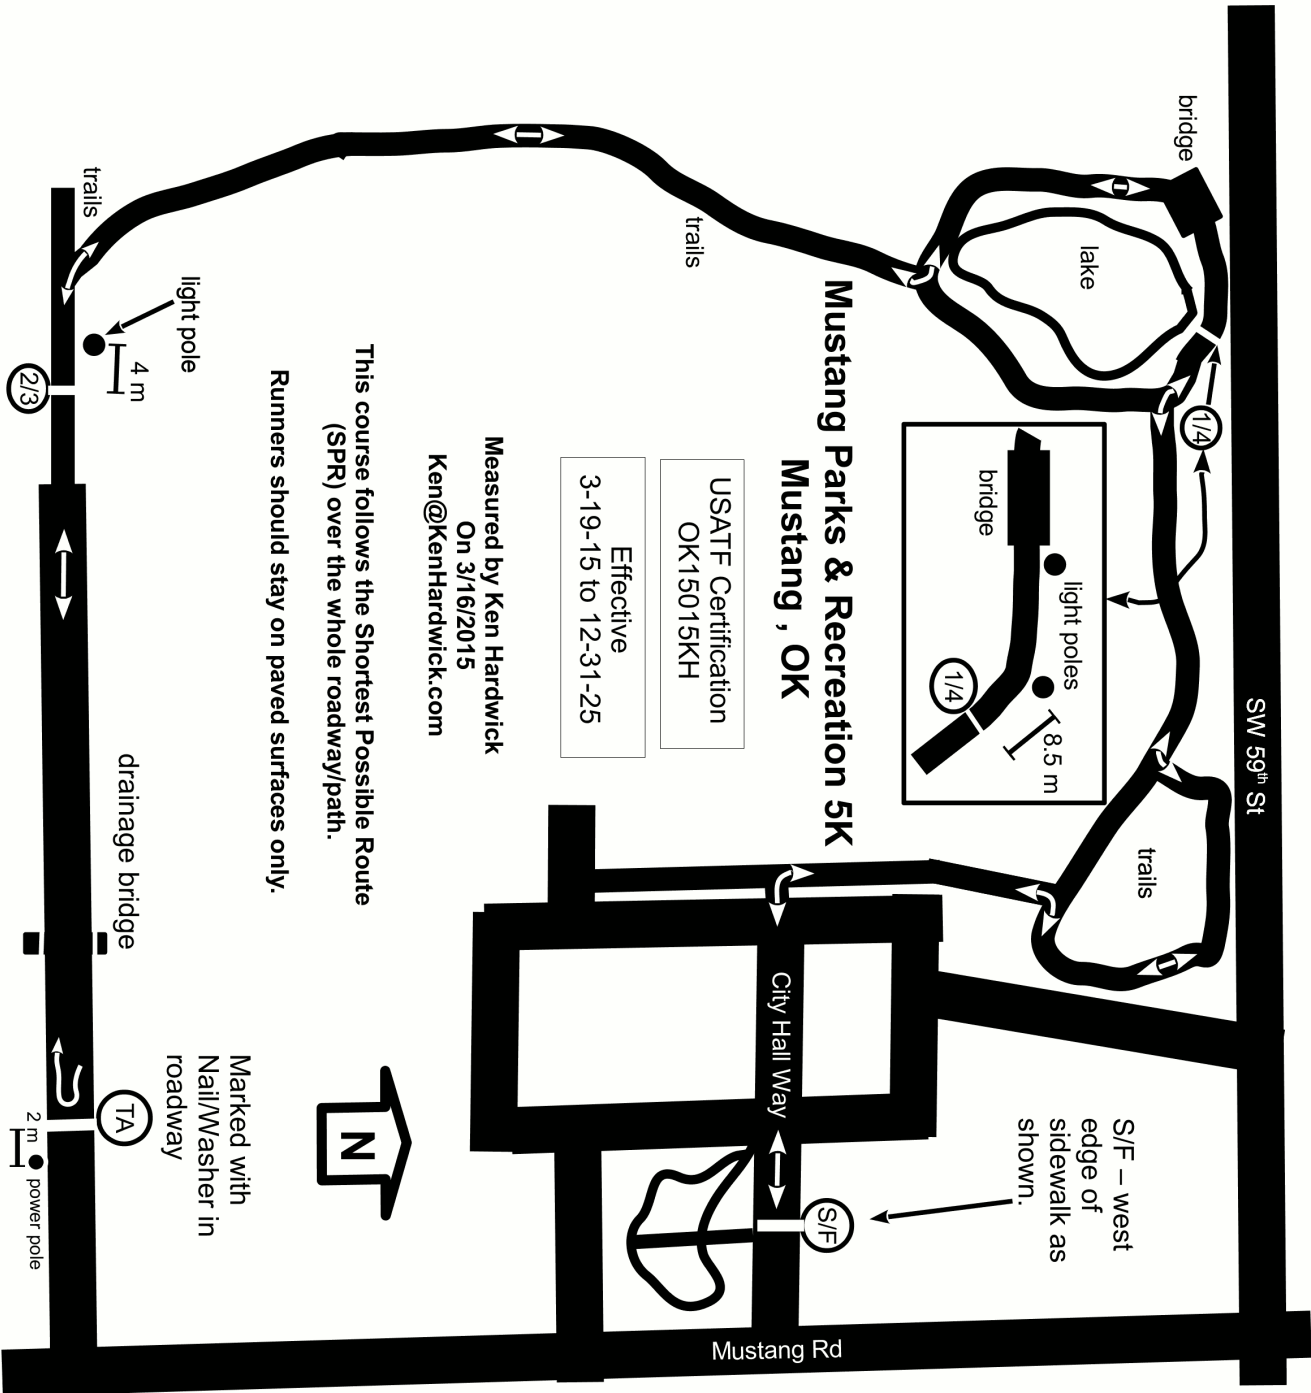 SW 59th St
bridge
lake
1/4
trails
S/F – west
edge of
sidewalk as
shown.
bridge
light poles
1/4
8.5 m
Mustang Parks & Recreation 5K
Mustang , OK
USATF Certification
OK15015KH
Effective
3-19-15 to 12-31-25
Measured by Ken Hardwick
On 3/16/2015
Ken@KenHardwick.com
This course follows the Shortest Possible Route
(SPR) over the whole roadway/path.
Runners should stay on paved surfaces only.
trails
City Hall Way
S/F
Mustang Rd
N
trails
light pole
4 m
2/3
drainage bridge
Marked with
Nail/Washer in
roadway
TA
2 m
power pole